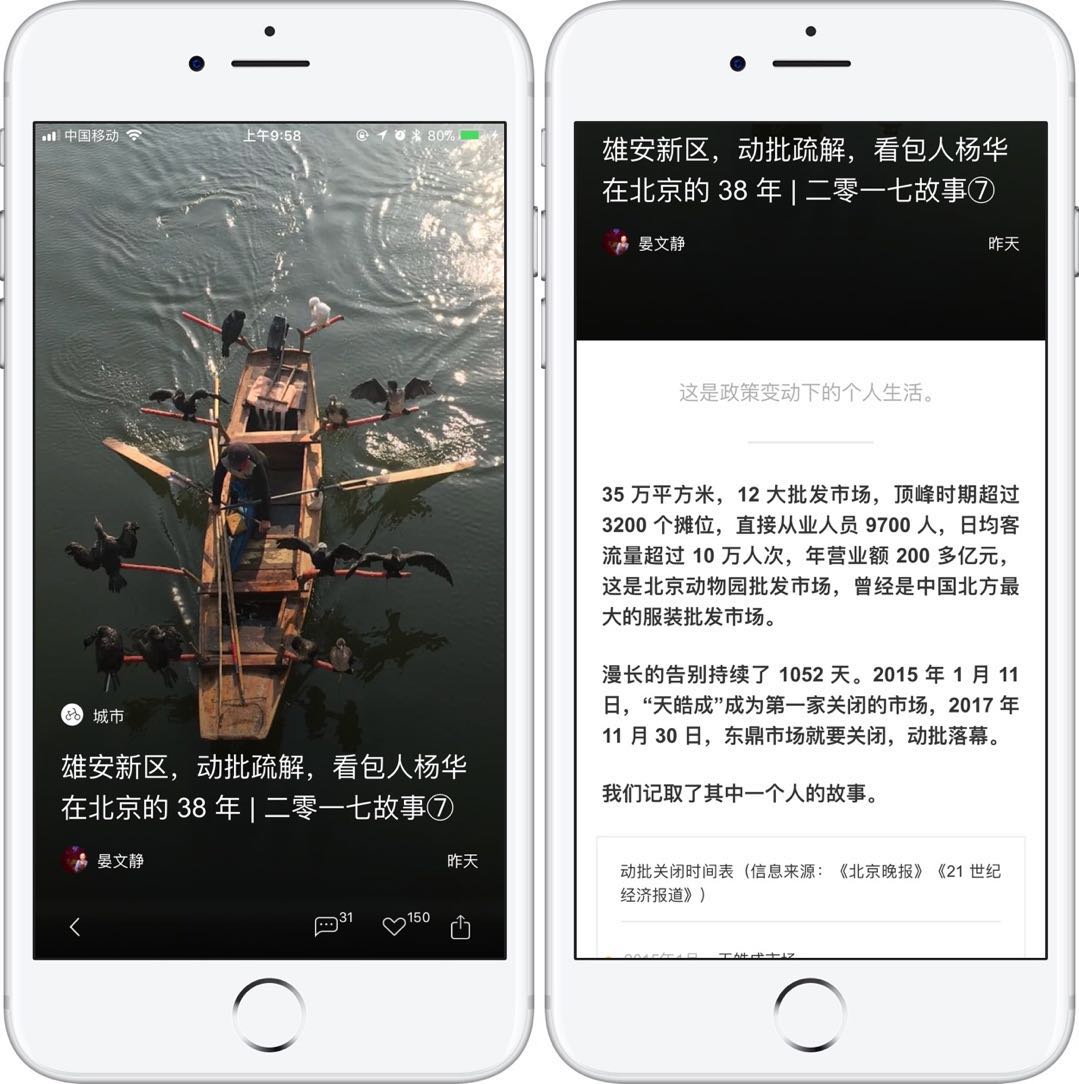 中国移动
上午9:58
80%
城市
雄安新区，动批疏解，看包人杨华
在北京的 38 年 | 二零一七故事⑦
晏文静
昨天
31
150
雄安新区，动批疏解，看包人杨华
在北京的 38 年 | 二零一七故事⑦
晏文静
昨天
这是政策变动下的个人生活。
35 万平方米，12 大批发市场，顶峰时期超过
3200 个摊位，直接从业人员 9700 人，日均客
流量超过 10 万人次，年营业额 200 多亿元，
这是北京动物园批发市场，曾经是中国北方最
大的服装批发市场。
漫长的告别持续了 1052 天。2015 年 1 月 11
日，“天皓成”成为第一家关闭的市场，2017 年
11 月 30 日，东鼎市场就要关闭，动批落幕。
我们记取了其中一个人的故事。
动批关闭时间表（信息来源：《北京晚报》《21 世纪
经济报道》）
2015年1月 天皓成市场